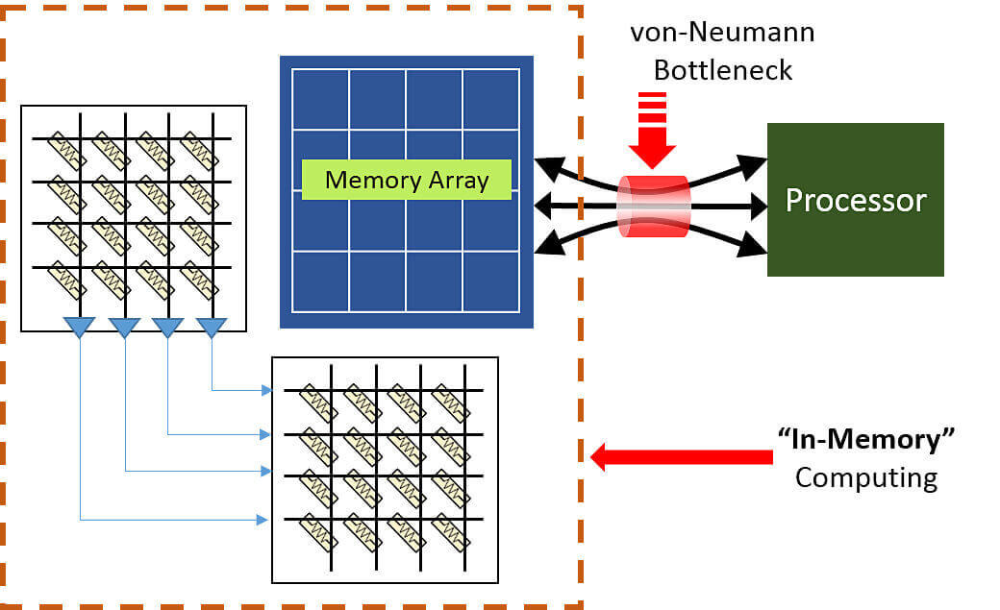 von-Neumann
Bottleneck
Memory Array
Processor
“In-Memory”
Computing